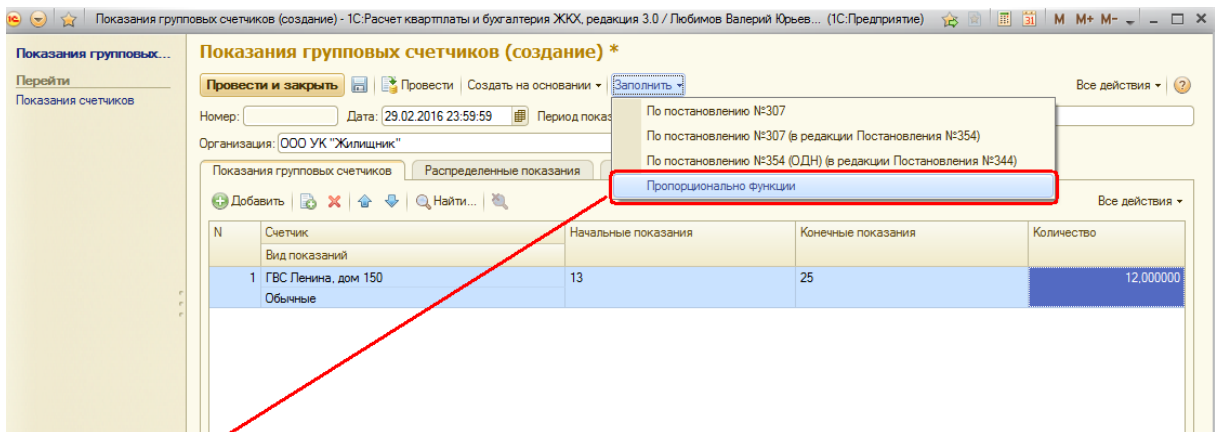 Показания групповых счетчиков (создание) - 1С:Расчет квартплаты и бухгалтерия ЖКХ, редакция 3.0 / Любимов Валерий Юрьев... (1С:Предприятие)
M M+ M-
Показания групповых...
Перейти
Показания счетчиков
Показания групповых счетчиков (создание) *
Провести и закрыть Провести Создать на основании Заполнить Все действия
Номер: Дата: 29.02.2016 23:59:59 Период показ
Организация: ООО УК "Жилищник"
По постановлению №307
По постановлению №307 (в редакции Постановления №354)
По постановлению №354 (ОДН) (в редакции Постановления №344)
Пропорционально функции
Показания групповых счетчиков Распределенные показания
Добавить Найти... Все действия
N Счетчик Начальные показания Конечные показания Количество
Вид показаний
1 ГВС Ленина, дом 150 13 25 12,000000
Обычные